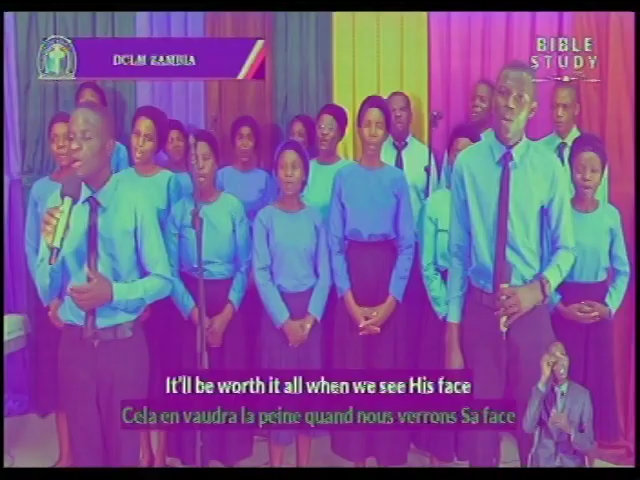 DCLM ZAMBIA
BIBLE
STUDY
It'll be worth it all when we see His face
Cela en vaudra la peine quand nous verrons Sa face